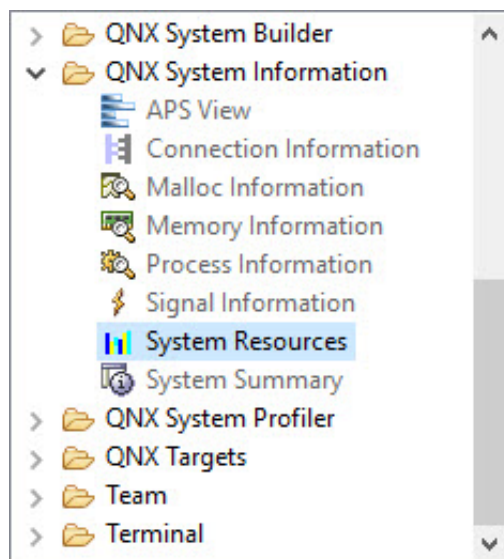 QNX System Builder
QNX System Information
APS View
Connection Information
Malloc Information
Memory Information
Process Information
Signal Information
System Resources
System Summary
QNX System Profiler
QNX Targets
Team
Terminal